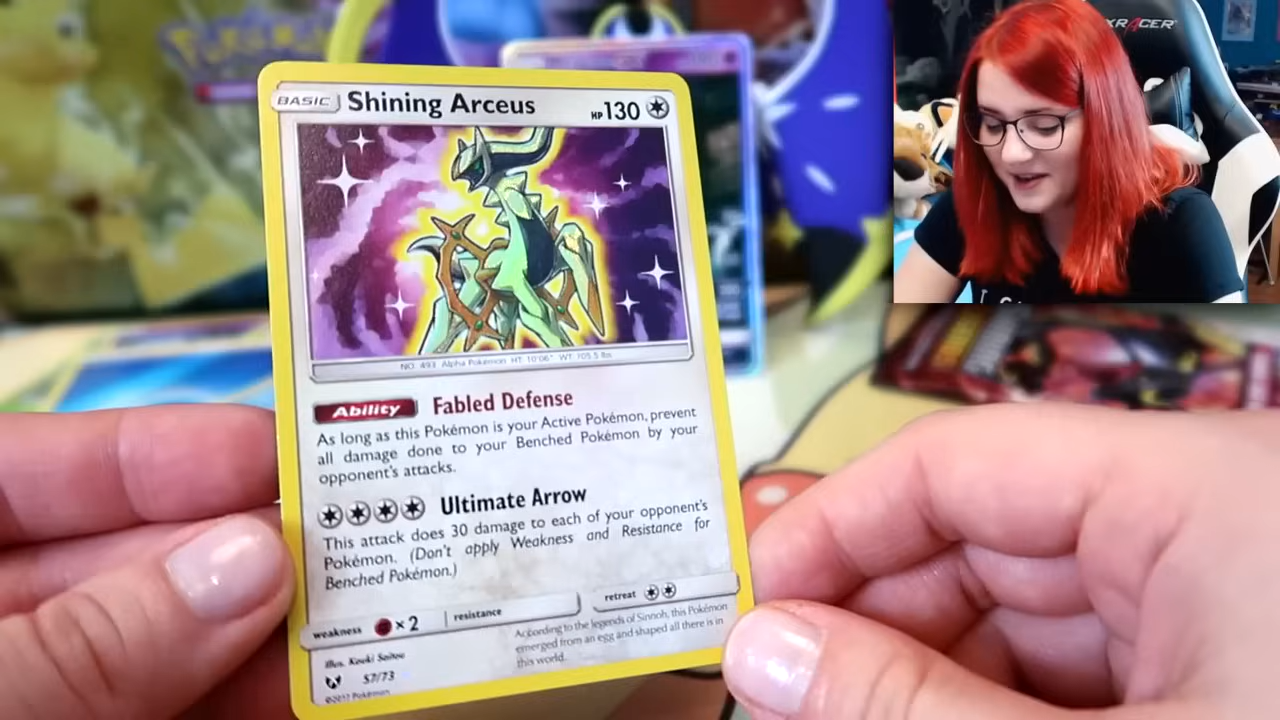 POKÉMON
XRACER
BASIC Shining Arceus HP 130
NO. 493 Alpha Pokémon HT: 10'06" WT: 705.5 lbs
Ability Fabled Defense
As long as this Pokémon is your Active Pokémon, prevent
all damage done to your Benched Pokémon by your
opponent's attacks.
Ultimate Arrow
This attack does 30 damage to each of your opponent's
Pokémon. (Don't apply Weakness and Resistance for
Benched Pokémon.)
weakness ×2 resistance retreat
According to the legends of Sinnoh, this Pokémon
emerged from an egg and shaped all there is in
this world.
Illus. Kouki Saitou
57/73
©2017 Pokémon